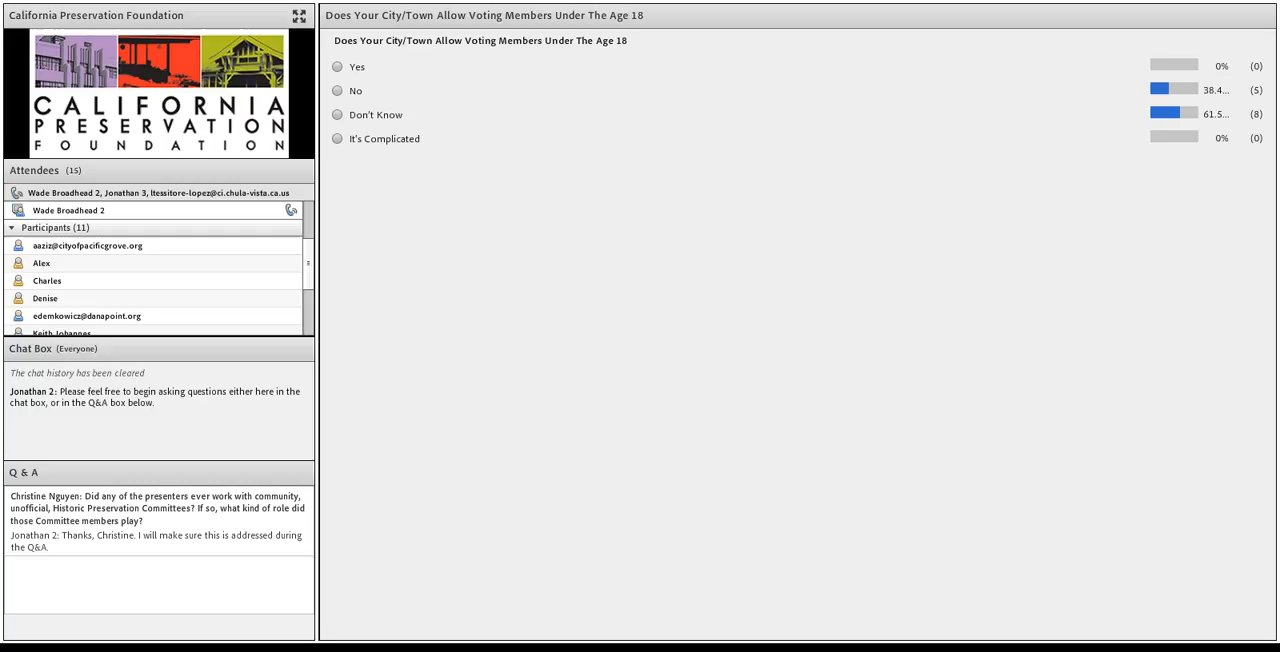 California Preservation Foundation
CALIFORNIA
PRESERVATION
FOUNDATION
Attendees (15)
Wade Broadhead 2, Jonathan 3, ltessitore-lopez@ci.chula-vista.ca.us
Wade Broadhead 2
Participants (11)
aaziz@cityofpacificgrove.org
Alex
Charles
Denise
edemkowicz@danapoint.org
Keith Johannes
Chat Box (Everyone)
The chat history has been cleared
Jonathan 2: Please feel free to begin asking questions either here in the
chat box, or in the Q&A box below.
Q & A
Christine Nguyen: Did any of the presenters ever work with community,
unofficial, Historic Preservation Committees? If so, what kind of role did
those Committee members play?
Jonathan 2: Thanks, Christine. I will make sure this is addressed during
the Q&A.
Does Your City/Town Allow Voting Members Under The Age 18
Does Your City/Town Allow Voting Members Under The Age 18
Yes 0% (0)
No 38.4... (5)
Don't Know 61.5... (8)
It's Complicated 0% (0)